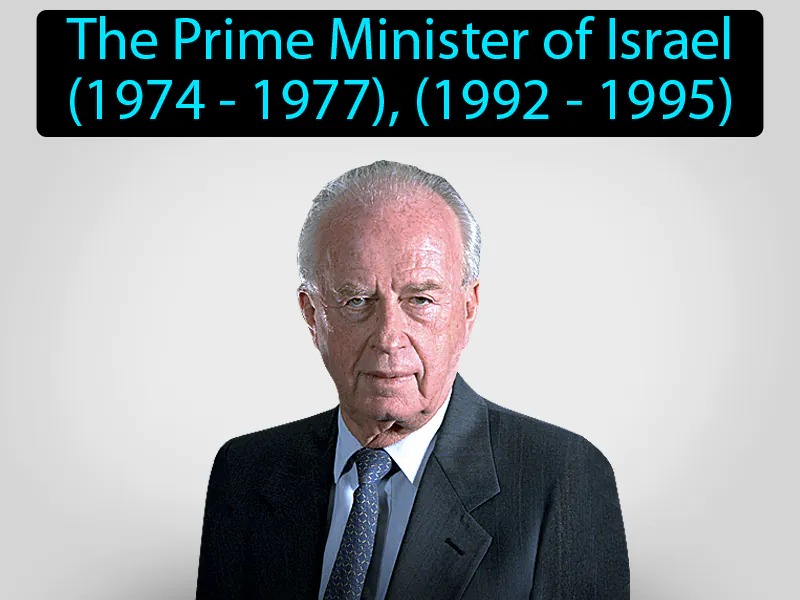 The Prime Minister of Israel
(1974 - 1977), (1992 - 1995)